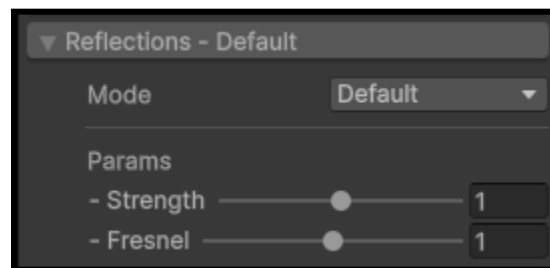 Reflections - Default
Mode Default
Params
- Strength 1
- Fresnel 1